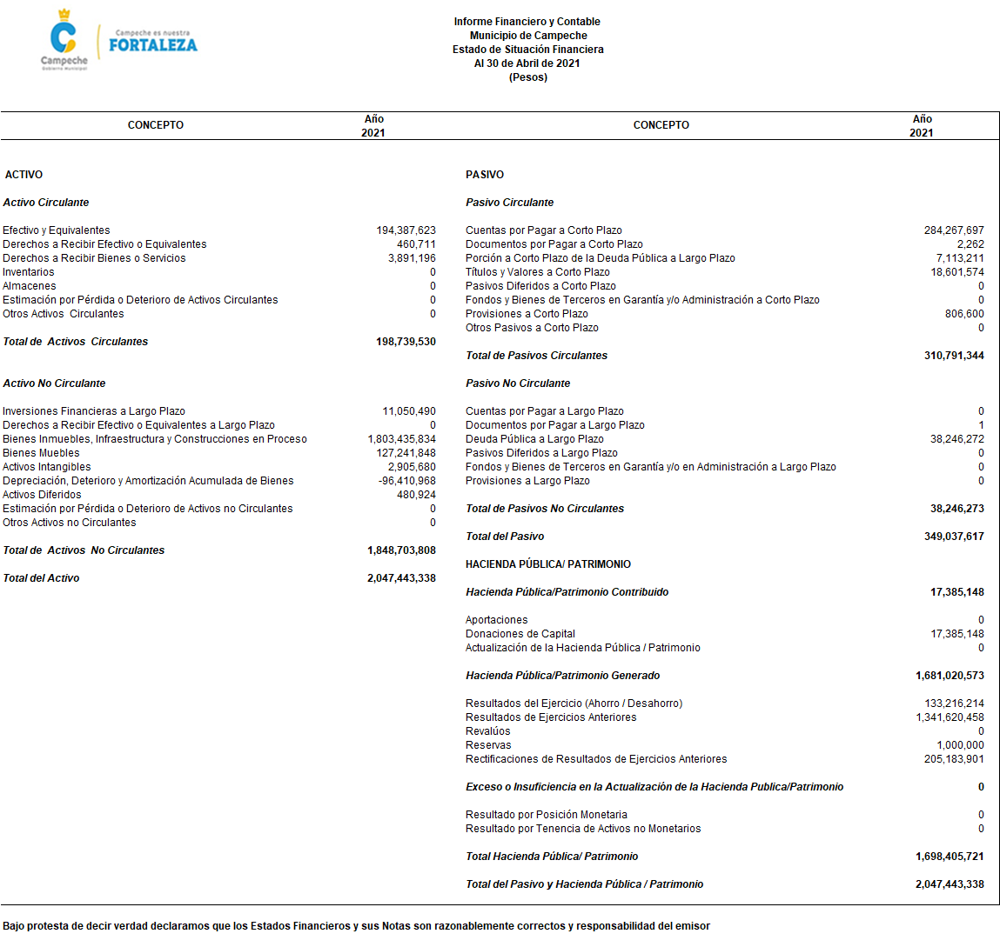 Campeche
Gobierno Municipal
Campeche es nuestra
FORTALEZA
Informe Financiero y Contable
Municipio de Campeche
Estado de Situación Financiera
Al 30 de Abril de 2021
(Pesos)
CONCEPTO Año 2021 CONCEPTO Año 2021
ACTIVO
Activo Circulante
Efectivo y Equivalentes 194,387,623
Derechos a Recibir Efectivo o Equivalentes 460,711
Derechos a Recibir Bienes o Servicios 3,891,196
Inventarios 0
Almacenes 0
Estimación por Pérdida o Deterioro de Activos Circulantes 0
Otros Activos Circulantes 0
Total de Activos Circulantes 198,739,530
Activo No Circulante
Inversiones Financieras a Largo Plazo 11,050,490
Derechos a Recibir Efectivo o Equivalentes a Largo Plazo 0
Bienes Inmuebles, Infraestructura y Construcciones en Proceso 1,803,435,834
Bienes Muebles 127,241,848
Activos Intangibles 2,905,680
Depreciación, Deterioro y Amortización Acumulada de Bienes -96,410,968
Activos Diferidos 480,924
Estimación por Pérdida o Deterioro de Activos no Circulantes 0
Otros Activos no Circulantes 0
Total de Activos No Circulantes 1,848,703,808
Total del Activo 2,047,443,338
PASIVO
Pasivo Circulante
Cuentas por Pagar a Corto Plazo 284,267,697
Documentos por Pagar a Corto Plazo 2,262
Porción a Corto Plazo de la Deuda Pública a Largo Plazo 7,113,211
Títulos y Valores a Corto Plazo 18,601,574
Pasivos Diferidos a Corto Plazo 0
Fondos y Bienes de Terceros en Garantía y/o Administración a Corto Plazo 0
Provisiones a Corto Plazo 806,600
Otros Pasivos a Corto Plazo 0
Total de Pasivos Circulantes 310,791,344
Pasivo No Circulante
Cuentas por Pagar a Largo Plazo 0
Documentos por Pagar a Largo Plazo 1
Deuda Pública a Largo Plazo 38,246,272
Pasivos Diferidos a Largo Plazo 0
Fondos y Bienes de Terceros en Garantía y/o en Administración a Largo Plazo 0
Provisiones a Largo Plazo 0
Total de Pasivos No Circulantes 38,246,273
Total del Pasivo 349,037,617
HACIENDA PÚBLICA/ PATRIMONIO
Hacienda Pública/Patrimonio Contribuido 17,385,148
Aportaciones 0
Donaciones de Capital 17,385,148
Actualización de la Hacienda Pública / Patrimonio 0
Hacienda Pública/Patrimonio Generado 1,681,020,573
Resultados del Ejercicio (Ahorro / Desahorro) 133,216,214
Resultados de Ejercicios Anteriores 1,341,620,458
Revalúos 0
Reservas 1,000,000
Rectificaciones de Resultados de Ejercicios Anteriores 205,183,901
Exceso o Insuficiencia en la Actualización de la Hacienda Publica/Patrimonio 0
Resultado por Posición Monetaria 0
Resultado por Tenencia de Activos no Monetarios 0
Total Hacienda Pública/ Patrimonio 1,698,405,721
Total del Pasivo y Hacienda Pública / Patrimonio 2,047,443,338
Bajo protesta de decir verdad declaramos que los Estados Financieros y sus Notas son razonablemente correctos y responsabilidad del emisor